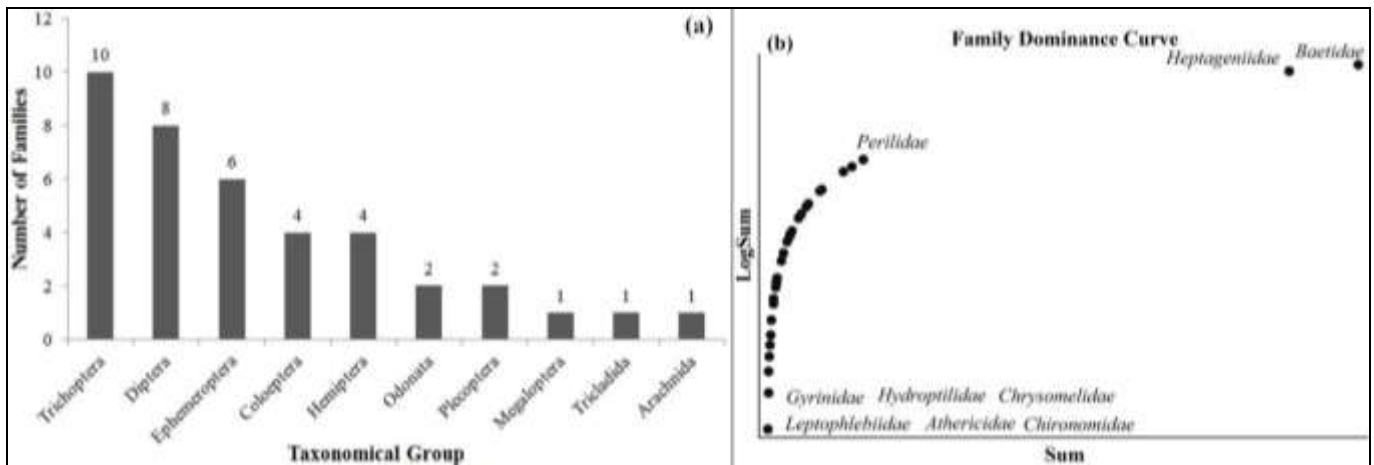 (a)
Number of Families
12
10
8
6
4
2
0
10
8
6
4
4
2
2
1
1
1
Trichoptera
Diptera
Ephemeroptera
Coloeptera
Hemiptera
Odonata
Plecoptera
Megaloptera
Tricladida
Arachnida
Taxonomical Group
(b)
Family Dominance Curve
Heptageniidae Baetidae
Perilidae
LogSum
Gyrinidae Hydroptilidae Chrysomelidae
Leptophlebiidae Athericidae Chironomidae
Sum